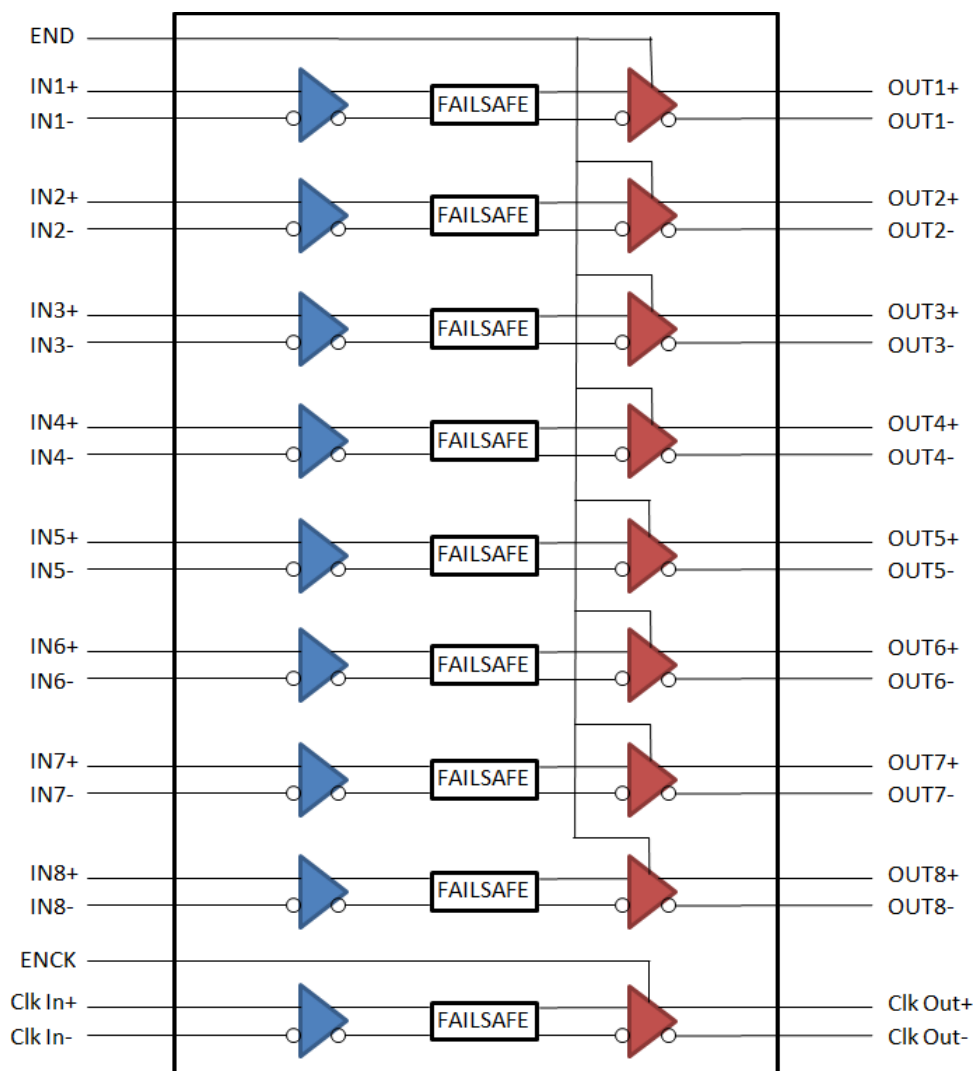 END
IN1+ OUT1+
FAILSAFE
IN1- OUT1-
IN2+ OUT2+
FAILSAFE
IN2- OUT2-
IN3+ OUT3+
FAILSAFE
IN3- OUT3-
IN4+ OUT4+
FAILSAFE
IN4- OUT4-
IN5+ OUT5+
FAILSAFE
IN5- OUT5-
IN6+ OUT6+
FAILSAFE
IN6- OUT6-
IN7+ OUT7+
FAILSAFE
IN7- OUT7-
IN8+ OUT8+
FAILSAFE
IN8- OUT8-
ENCK
Clk In+ Clk Out+
FAILSAFE
Clk In- Clk Out-